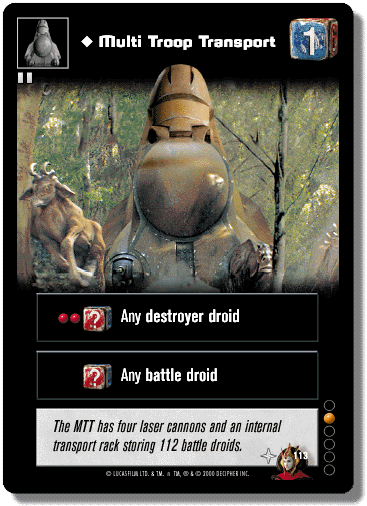 ◆ Multi Troop Transport
1
? Any destroyer droid
? Any battle droid
The MTT has four laser cannons and an internal
transport rack storing 112 battle droids.
113
© LUCASFILM LTD. & TM. ® TM, ® & © 2000 DECIPHER INC.